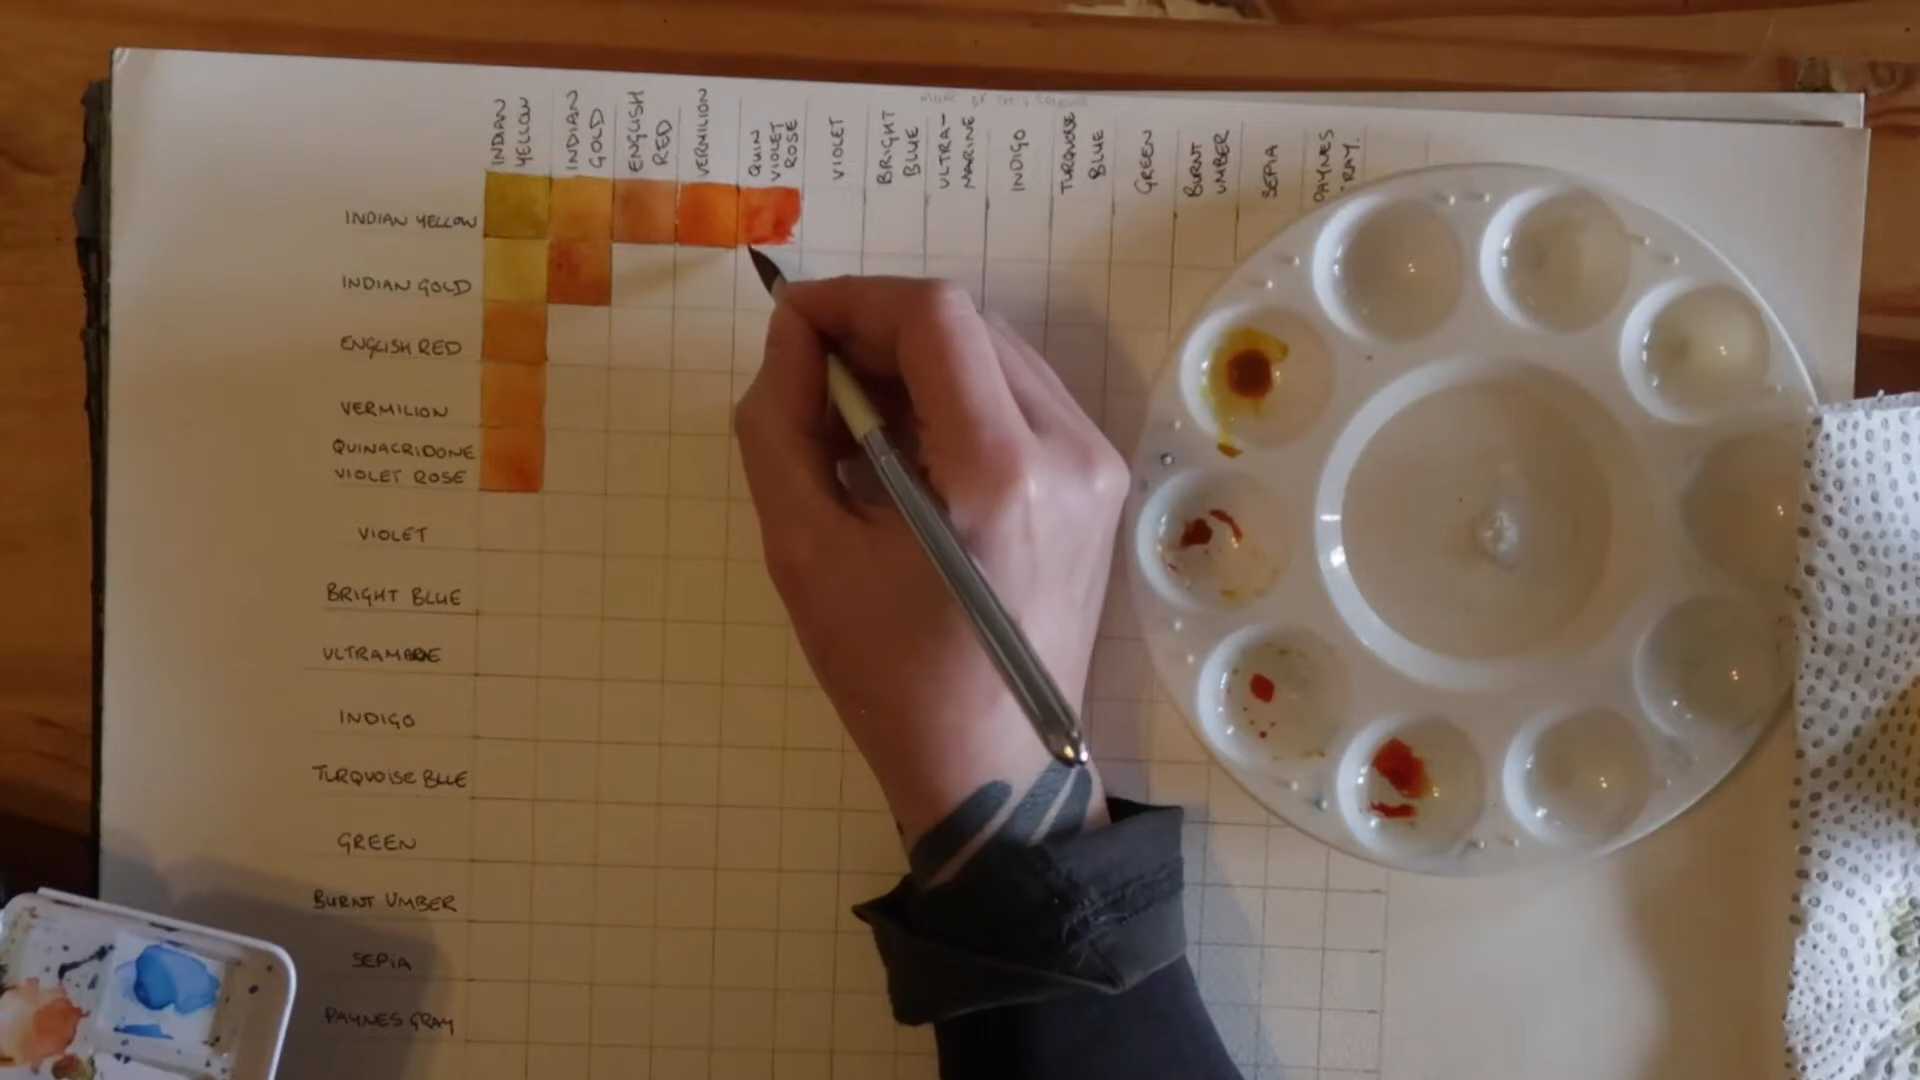 INDIAN
YELLOW
INDIAN
GOLD
ENGLISH
RED
VERMILION
QUIN
VIOLET
ROSE
VIOLET
BRIGHT
BLUE
ULTRA-
MARINE
INDIGO
TURQUOISE
BLUE
GREEN
BURNT
UMBER
SEPIA
PAYNES
GRAY.
INDIAN YELLOW
INDIAN GOLD
ENGLISH RED
VERMILION
QUINACRIDONE
VIOLET ROSE
VIOLET
BRIGHT BLUE
ULTRAMARINE
INDIGO
TURQUOISE BLUE
GREEN
BURNT UMBER
SEPIA
PAYNES GRAY